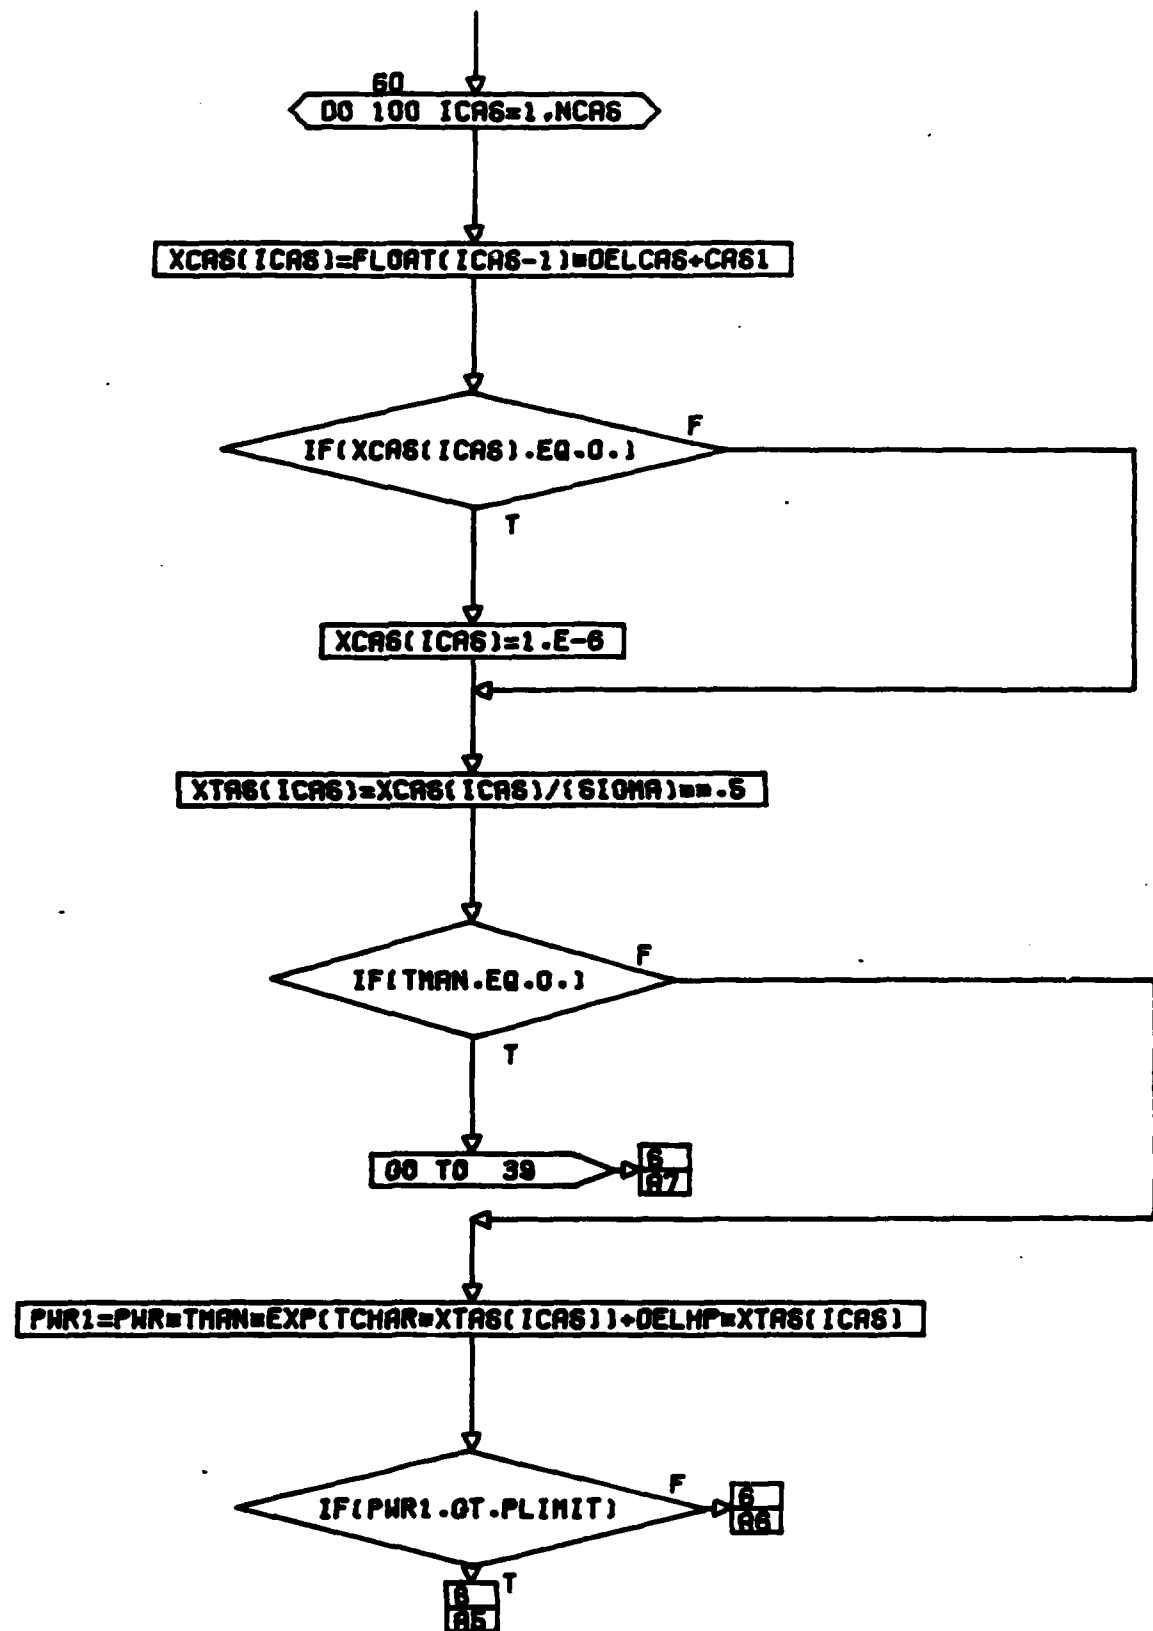 60
DO 100 ICAS=1,NCAS
XCAS(ICAS)=FLOAT(ICAS-1)*DELCAS+CAS1
IF(XCAS(ICAS).EQ.0.)
F
T
XCAS(ICAS)=1.E-6
XTAS(ICAS)=XCAS(ICAS)/(SIGMA)**.5
IF(TMAN.EQ.0.)
F
T
GO TO 39
6
A7
PWR1=PWR*TMAN*EXP(TCHAR*XTAS(ICAS))+DELHP*XTAS(ICAS)
IF(PWR1.GT.PLIMIT)
F
6
A6
T
6
A5